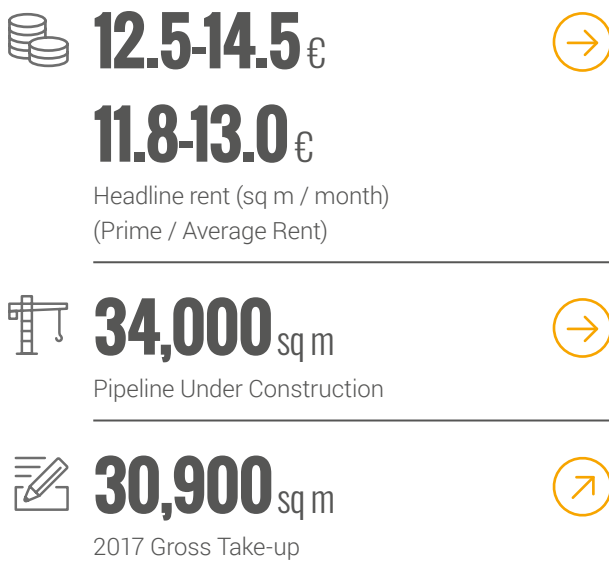 12.5-14.5 €
11.8-13.0 €
Headline rent (sq m / month)
(Prime / Average Rent)
34,000 sq m
Pipeline Under Construction
30,900 sq m
2017 Gross Take-up